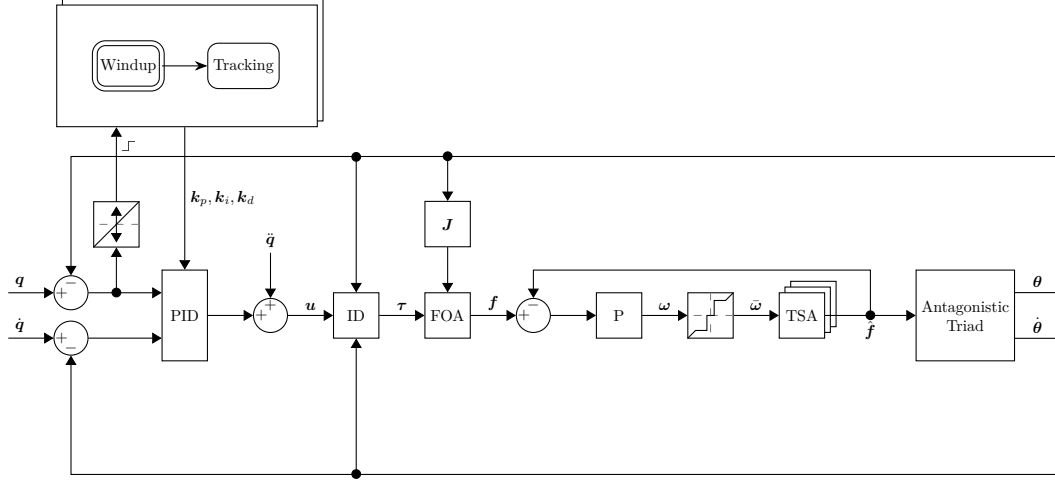 Windup
Tracking
k_p, k_i, k_d
J
q
q̈
θ
q̇
PID
u
ID
τ
FOA
f
P
ω
ω̄
TSA
f̂
Antagonistic
Triad
θ̇
+
−
+
−
+
+
+
−